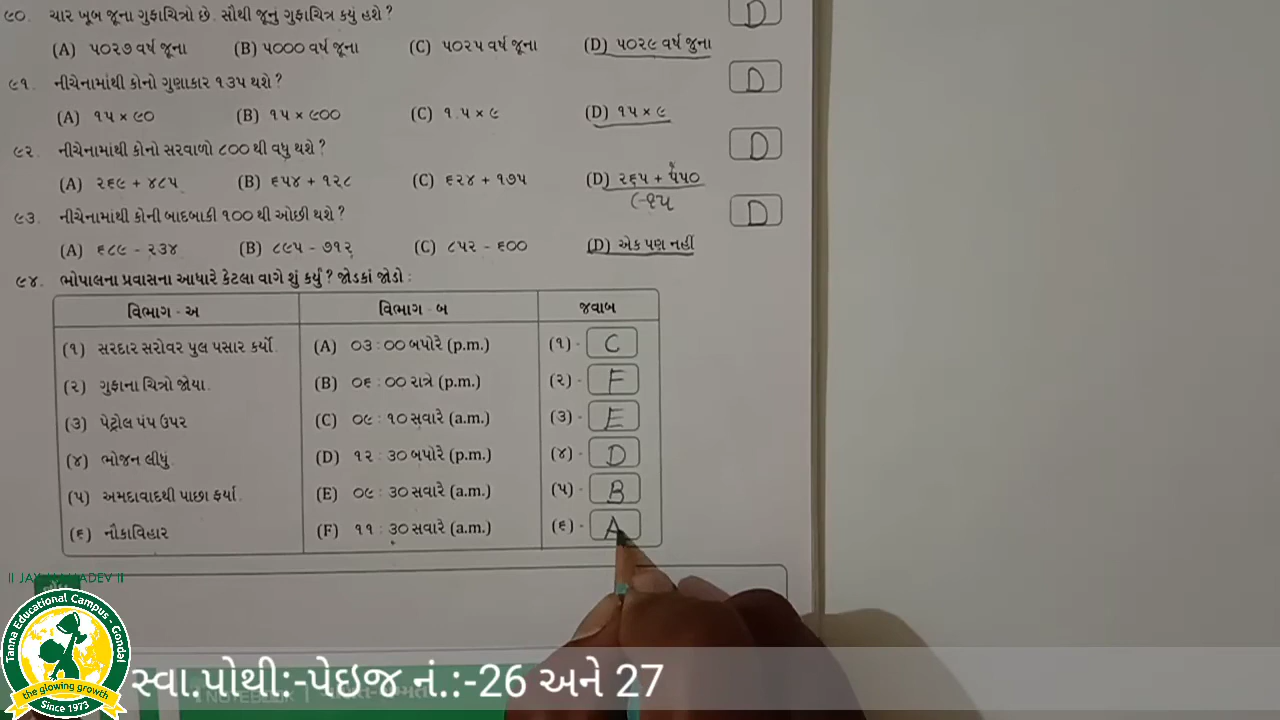 ૯૦. ચાર ખૂબ જૂના ગુફાચિત્રો છે. સૌથી જૂનું ગુફાચિત્ર કયું હશે ? D
(A) ૫૦૨૭ વર્ષ જૂના (B) ૫૦૦૦ વર્ષ જૂના (C) ૫૦૨૫ વર્ષ જૂના (D) ૫૦૨૯ વર્ષ જુના
૯૧. નીચેનામાંથી કોનો ગુણાકાર ૧૩૫ થશે ? D
(A) ૧૫ × ૯૦ (B) ૧૫ × ૯૦૦ (C) ૧.૫ × ૯ (D) ૧૫ × ૯
૯૨. નીચેનામાંથી કોનો સરવાળો ૮૦૦ થી વધુ થશે ? D
(A) ૨૬૯ + ૪૮૫ (B) ૬૫૪ + ૧૨૮ (C) ૬૨૪ + ૧૭૫ (D) ૨૬૫ + ૫૫૦
૮૧૫
૯૩. નીચેનામાંથી કોની બાદબાકી ૧૦૦ થી ઓછી થશે ? D
(A) ૬૮૯ - ૨૩૪ (B) ૮૯૫ - ૭૧૨ (C) ૮૫૨ - ૬૦૦ (D) એક પણ નહીં
૯૪. ભોપાલના પ્રવાસના આધારે કેટલા વાગે શું કર્યું ? જોડકાં જોડો :
વિભાગ - અ વિભાગ - બ જવાબ
(૧) સરદાર સરોવર પુલ પસાર કર્યો. (A) ૦૩ : ૦૦ બપોરે (p.m.) (૧) - C
(૨) ગુફાના ચિત્રો જોયા. (B) ૦૬ : ૦૦ રાત્રે (p.m.) (૨) - F
(૩) પેટ્રોલ પંપ ઉપર (C) ૦૯ : ૧૦ સવારે (a.m.) (૩) - E
(૪) ભોજન લીધું (D) ૧૨ : ૩૦ બપોરે (p.m.) (૪) - D
(૫) અમદાવાદથી પાછા ફર્યા. (E) ૦૯ : ૩૦ સવારે (a.m.) (૫) - B
(૬) નૌકાવિહાર (F) ૧૧ : ૩૦ સવારે (a.m.) (૬) - A
Tanna Educational Campus - Gondal
the growing growth
Since 1973
સ્વા.પોથી:-પેઇજ નં.:-26 અને 27